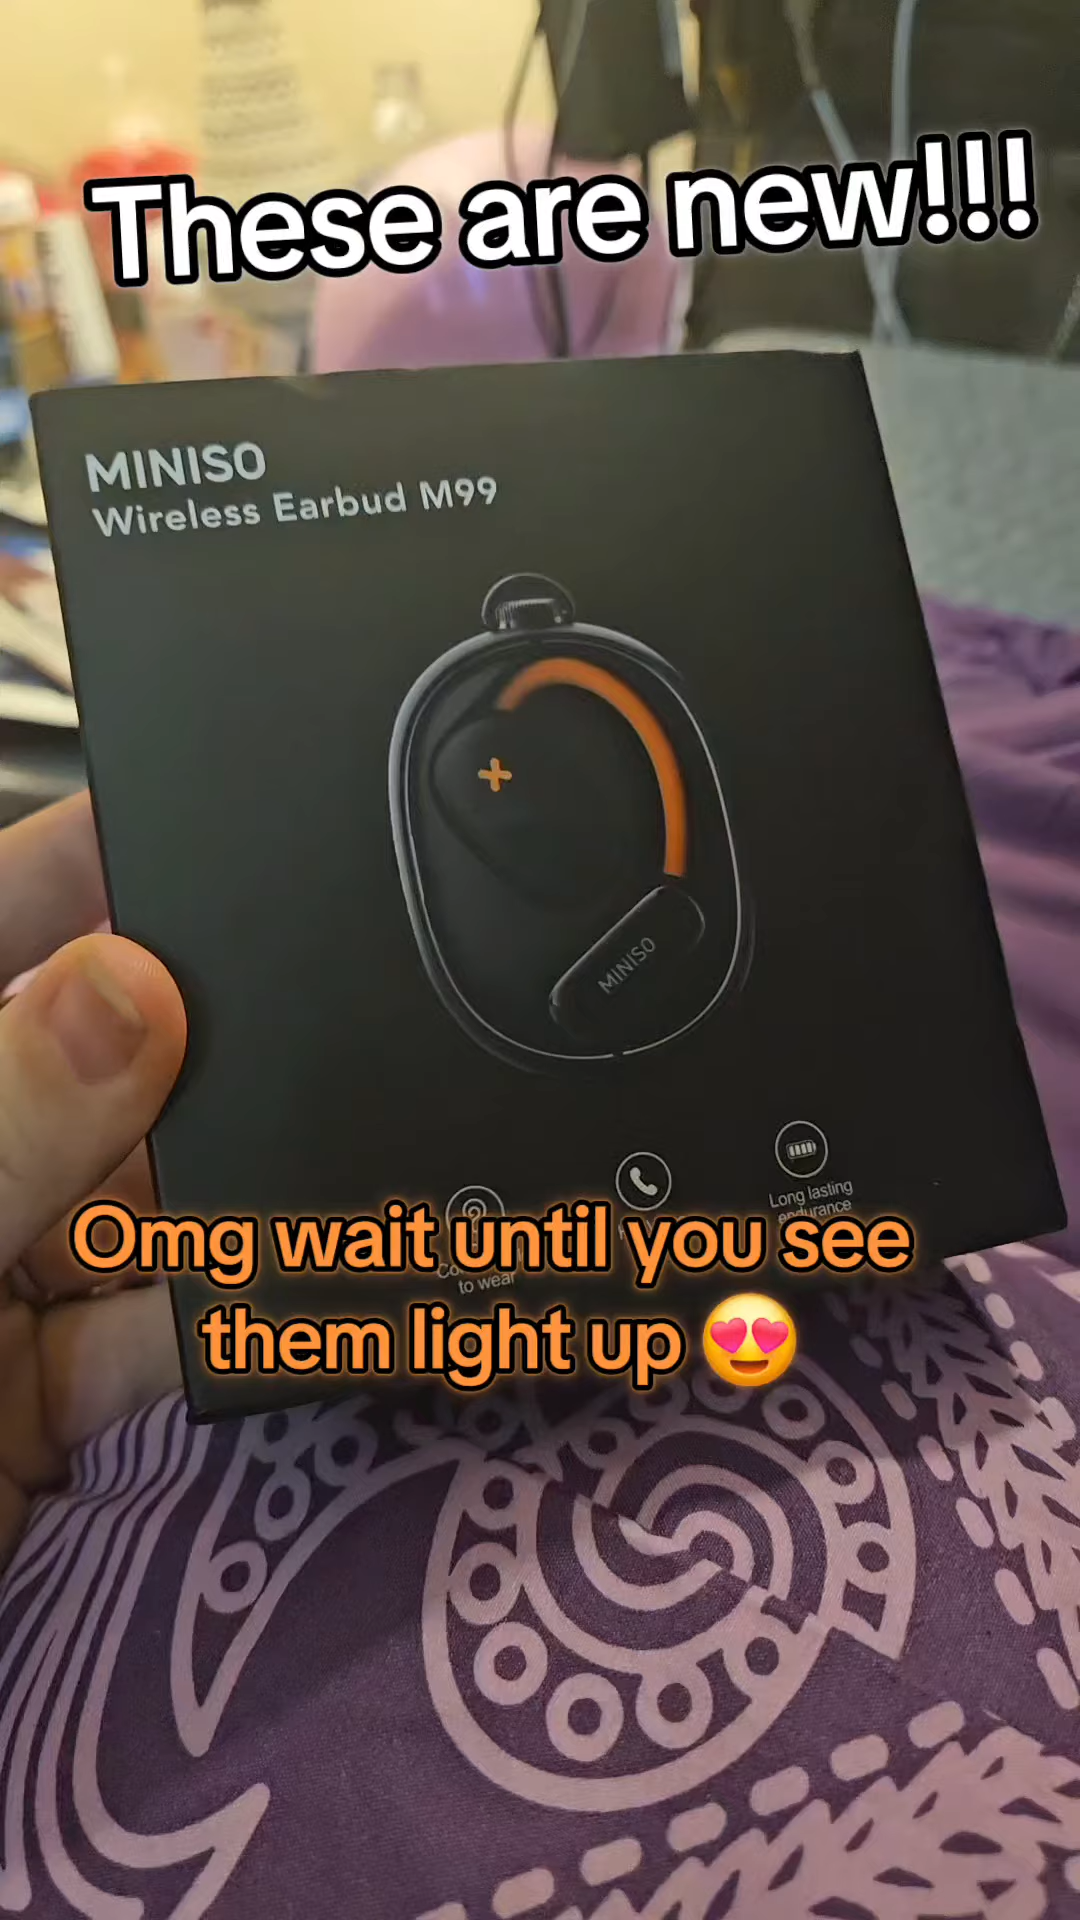 These are new!!!
MINISO
Wireless Earbud M99
MINISO
Long lasting
endurance
to wear
Omg wait until you see
them light up 😍